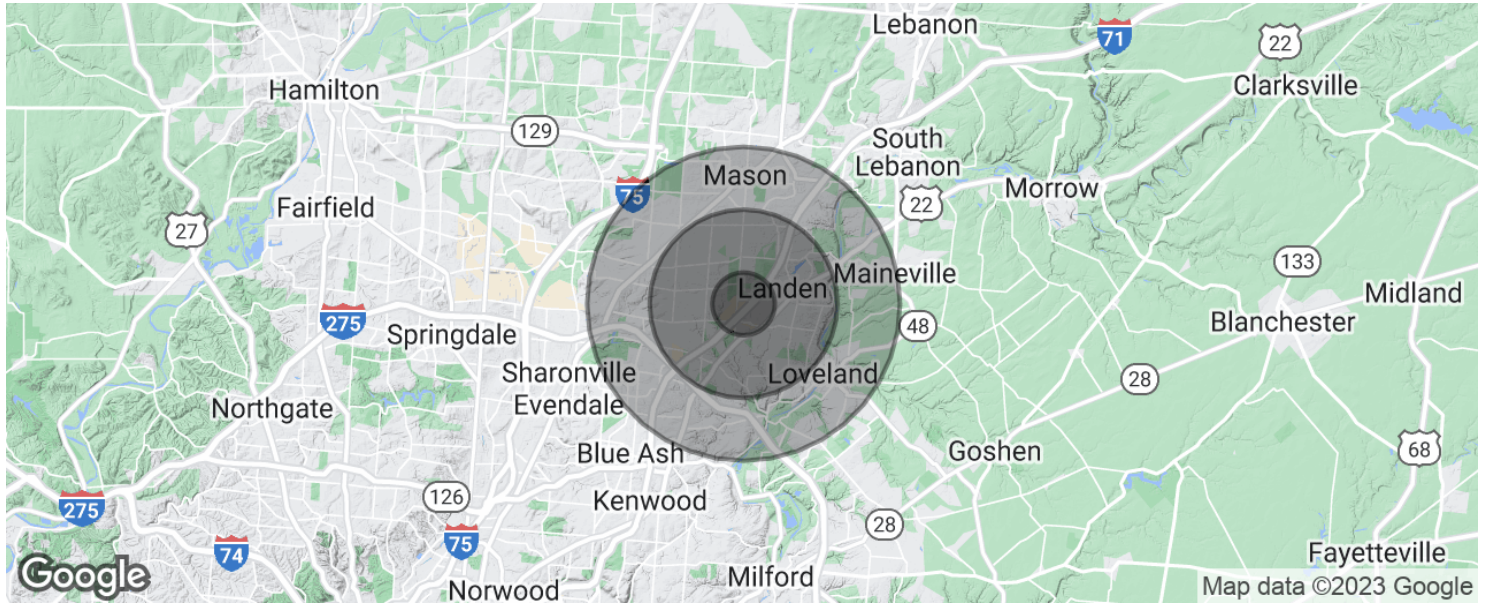 Lebanon
71
22
Clarksville
Hamilton
129
South
Lebanon
Mason
75
Morrow
22
Fairfield
27
133
Maineville
Landen
Midland
275
Blanchester
48
Springdale
Sharonville
Loveland
28
Evendale
Northgate
Goshen
68
Blue Ash
126
Kenwood
275
28
75
74
Fayetteville
Google
Norwood
Milford
Map data ©2023 Google